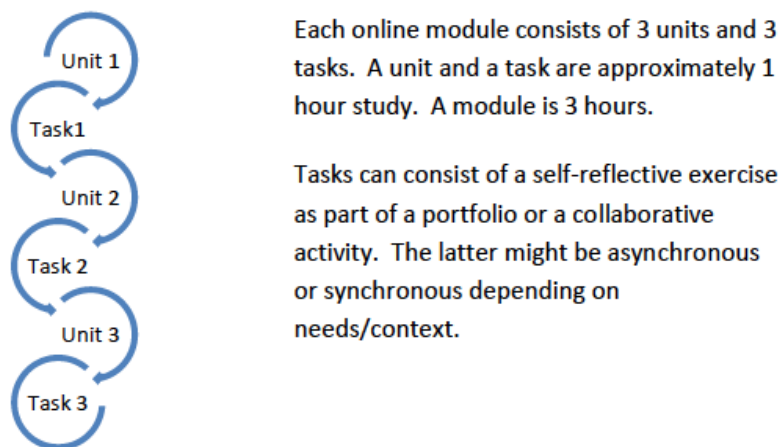 Unit 1
Task1
Unit 2
Task 2
Unit 3
Task 3
Each online module consists of 3 units and 3
tasks. A unit and a task are approximately 1
hour study. A module is 3 hours.
Tasks can consist of a self-reflective exercise
as part of a portfolio or a collaborative
activity. The latter might be asynchronous
or synchronous depending on
needs/context.